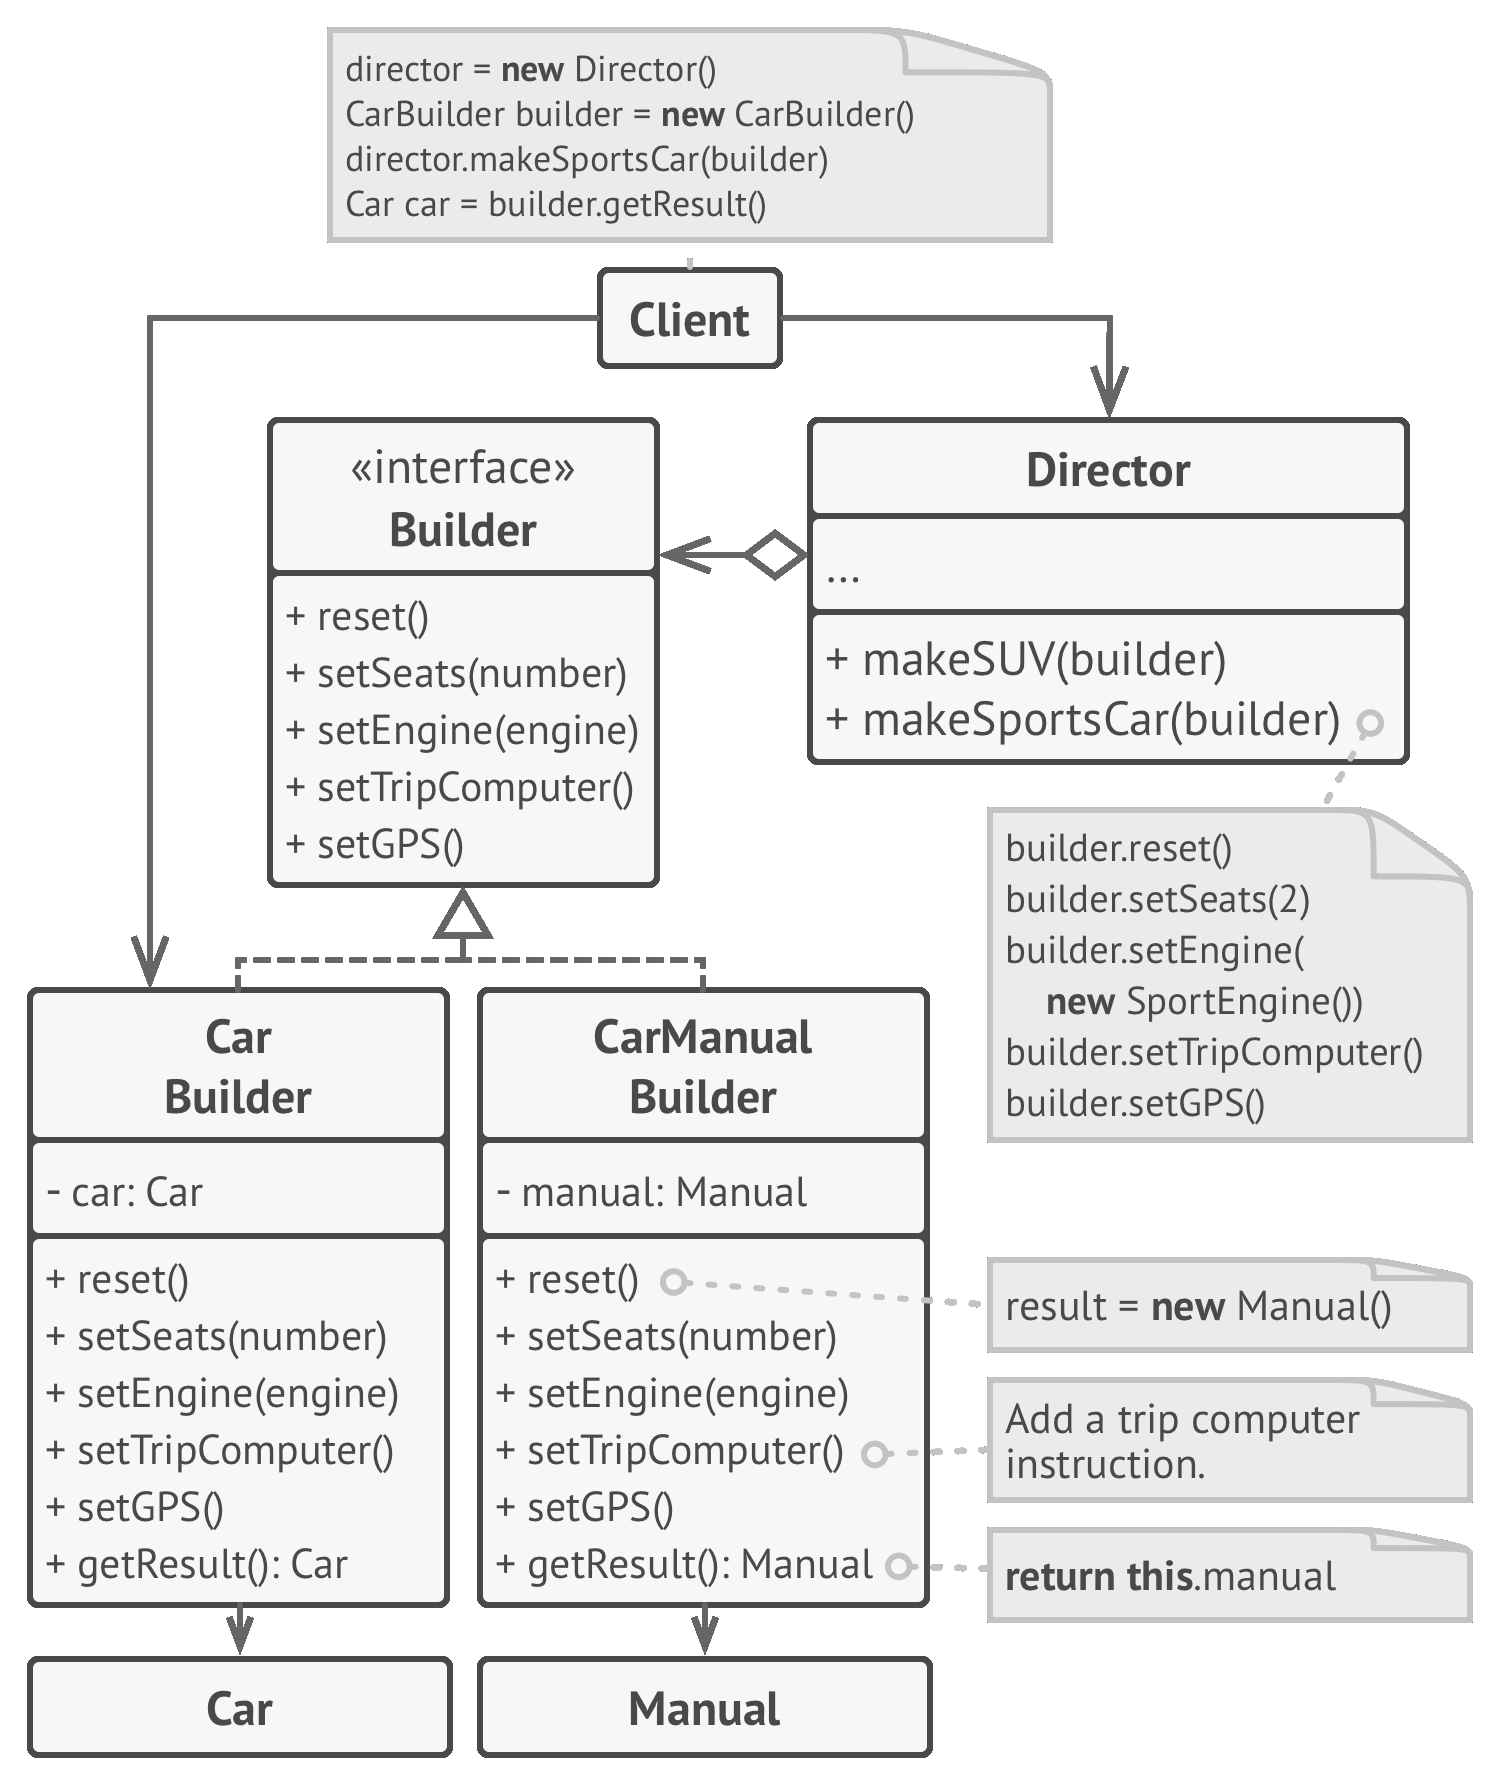 director = new Director()
CarBuilder builder = new CarBuilder()
director.makeSportsCar(builder)
Car car = builder.getResult()
Client
«interface»
Builder
+ reset()
+ setSeats(number)
+ setEngine(engine)
+ setTripComputer()
+ setGPS()
Director
...
+ makeSUV(builder)
+ makeSportsCar(builder)
builder.reset()
builder.setSeats(2)
builder.setEngine(
new SportEngine())
builder.setTripComputer()
builder.setGPS()
Car
Builder
- car: Car
+ reset()
+ setSeats(number)
+ setEngine(engine)
+ setTripComputer()
+ setGPS()
+ getResult(): Car
CarManual
Builder
- manual: Manual
+ reset()
+ setSeats(number)
+ setEngine(engine)
+ setTripComputer()
+ setGPS()
+ getResult(): Manual
result = new Manual()
Add a trip computer
instruction.
return this.manual
Car
Manual